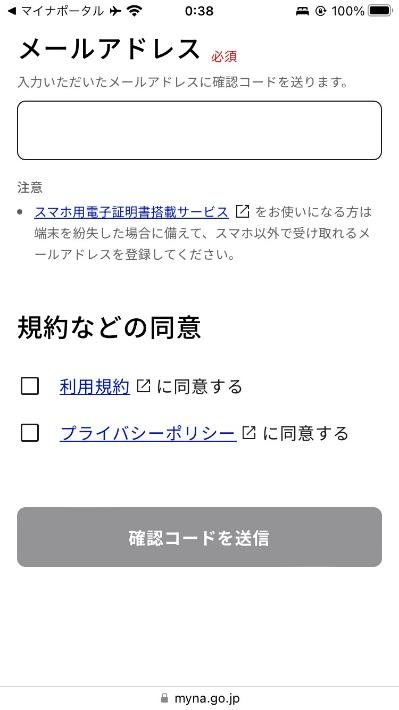 マイナポータル 0:38 100%
メールアドレス 必須
入力いただいたメールアドレスに確認コードを送ります。
注意
• スマホ用電子証明書搭載サービス をお使いになる方は
端末を紛失した場合に備えて、スマホ以外で受け取れるメ
ールアドレスを登録してください。
規約などの同意
利用規約 に同意する
プライバシーポリシー に同意する
確認コードを送信
myna.go.jp